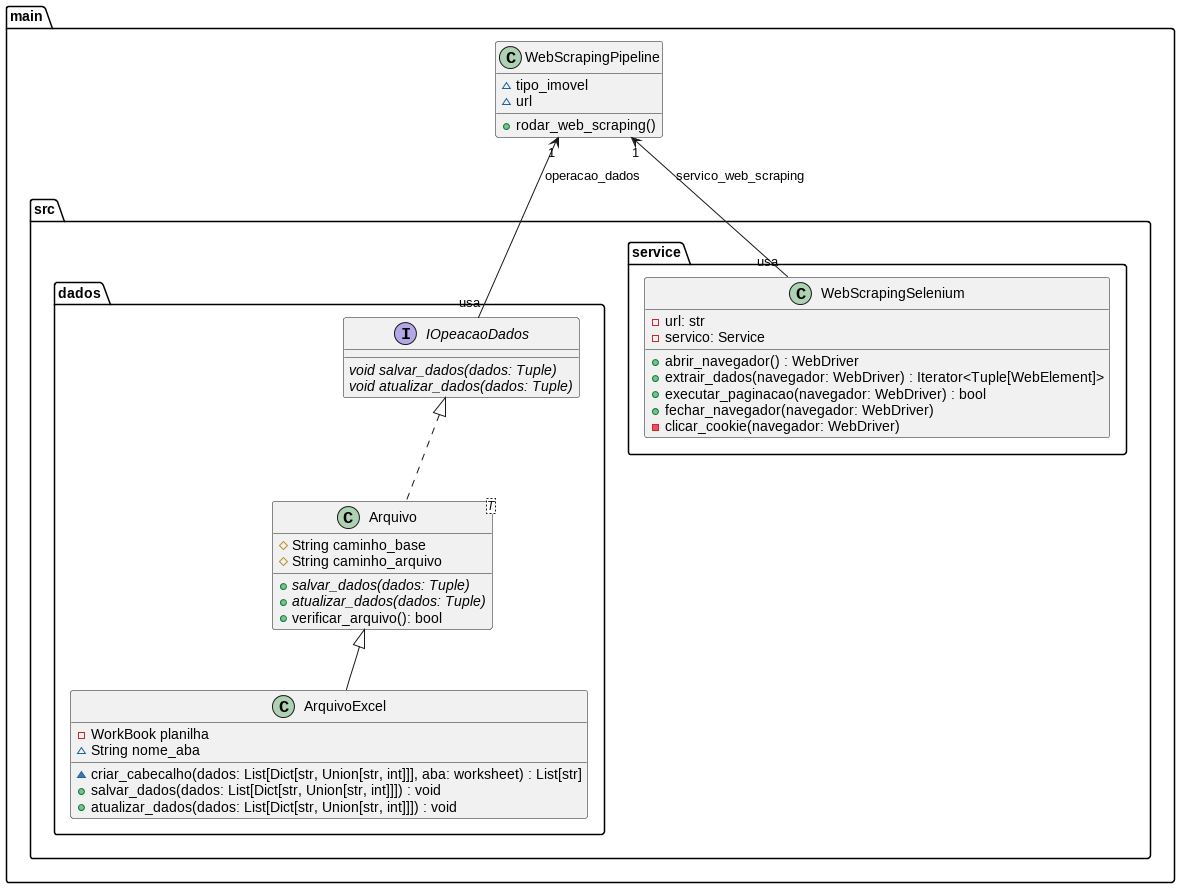 main
C WebScrapingPipeline
tipo_imovel
url
rodar_web_scraping()
1
1
operacao_dados
servico_web_scraping
src
service
usa
C WebScrapingSelenium
url: str
servico: Service
abrir_navegador() : WebDriver
extrair_dados(navegador: WebDriver) : Iterator<Tuple[WebElement]>
executar_paginacao(navegador: WebDriver) : bool
fechar_navegador(navegador: WebDriver)
clicar_cookie(navegador: WebDriver)
dados
usa
I IOpeacaoDados
void salvar_dados(dados: Tuple)
void atualizar_dados(dados: Tuple)
C Arquivo
T
String caminho_base
String caminho_arquivo
salvar_dados(dados: Tuple)
atualizar_dados(dados: Tuple)
verificar_arquivo(): bool
C ArquivoExcel
WorkBook planilha
String nome_aba
criar_cabecalho(dados: List[Dict[str, Union[str, int]]], aba: worksheet) : List[str]
salvar_dados(dados: List[Dict[str, Union[str, int]]]) : void
atualizar_dados(dados: List[Dict[str, Union[str, int]]]) : void